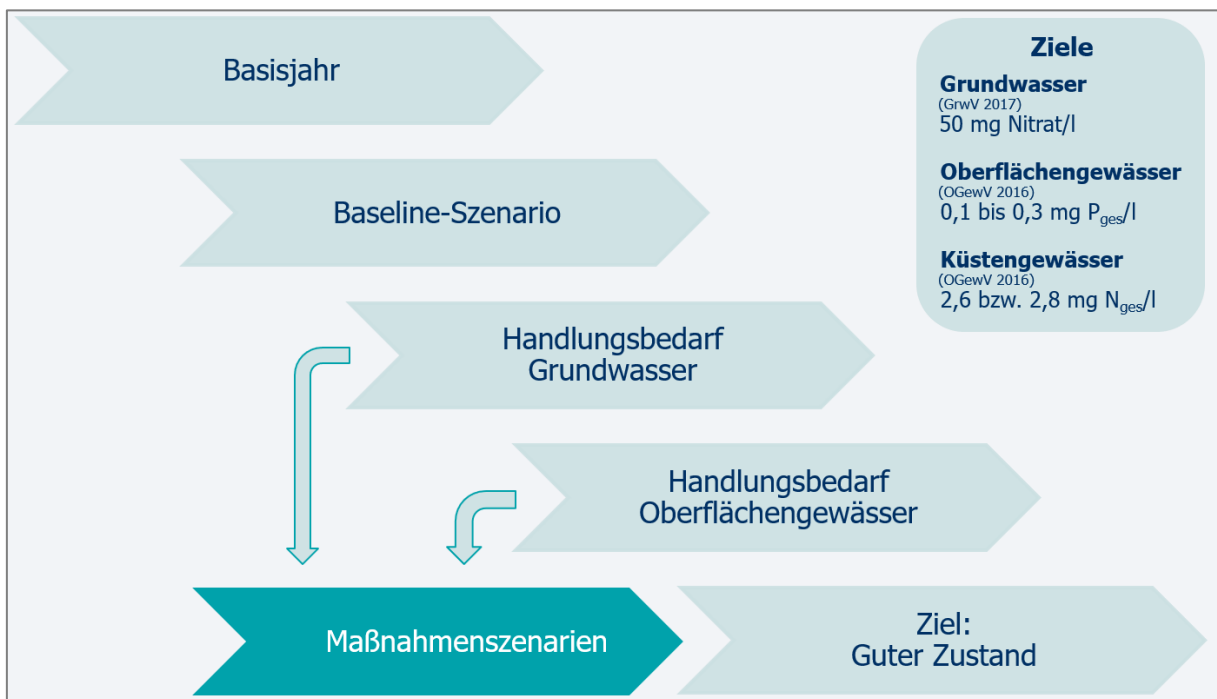 Basisjahr
Baseline-Szenario
Handlungsbedarf
Grundwasser
Handlungsbedarf
Oberflächengewässer
Maßnahmenszenarien
Ziel:
Guter Zustand
Ziele
Grundwasser
(GrwV 2017)
50 mg Nitrat/l
Oberflächengewässer
(OGewV 2016)
0,1 bis 0,3 mg Pges/l
Küstengewässer
(OGewV 2016)
2,6 bzw. 2,8 mg Nges/l